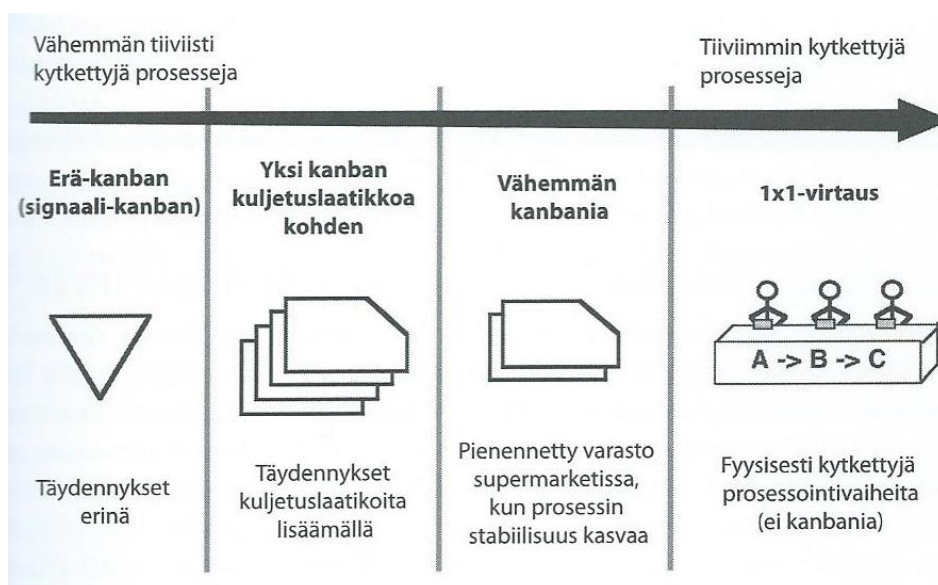 Vähemmän tiiviisti
kytkettyjä prosesseja
Tiiviimmin kytkettyjä
prosesseja
Erä-kanban
(signaali-kanban)
Yksi kanban
kuljetuslaatikkoa
kohden
Vähemmän
kanbania
1x1-virtaus
A -> B -> C
Täydennykset
erinä
Täydennykset
kuljetuslaatikoita
lisäämällä
Pienennetty varasto
supermarketissa,
kun prosessin
stabiilisuus kasvaa
Fyysisesti kytkettyjä
prosessointivaiheita
(ei kanbania)